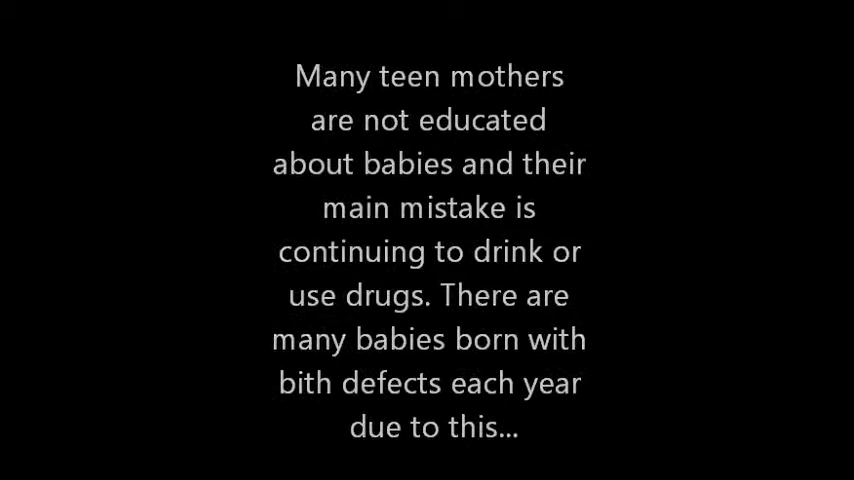 Many teen mothers
are not educated
about babies and their
main mistake is
continuing to drink or
use drugs. There are
many babies born with
bith defects each year
due to this...